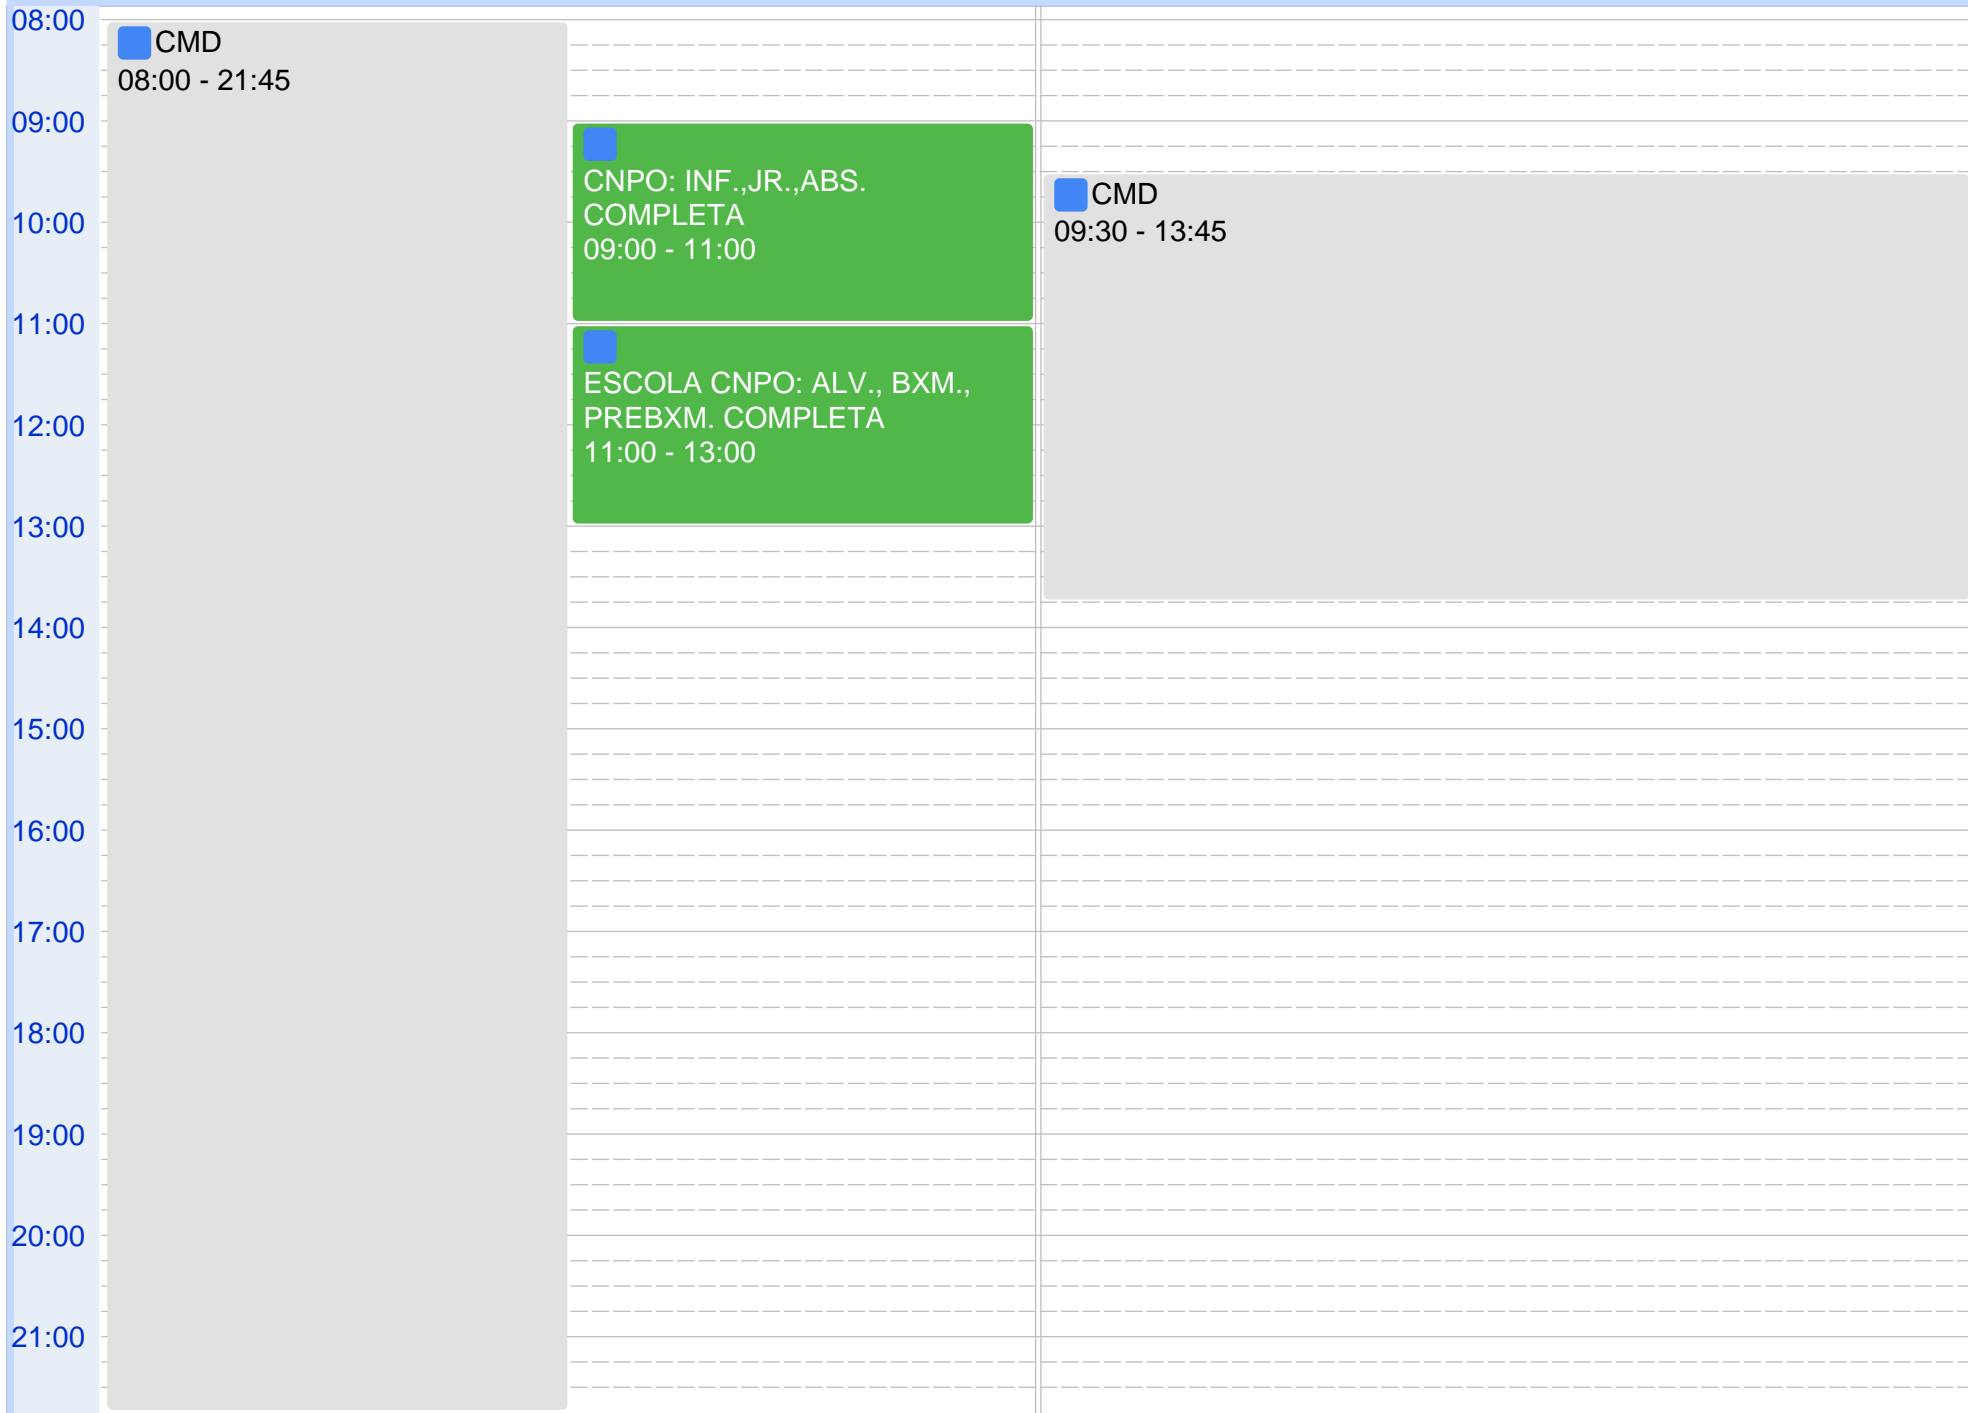 08:00
09:00
10:00
11:00
12:00
13:00
14:00
15:00
16:00
17:00
18:00
19:00
20:00
21:00
CMD
08:00 - 21:45
CNPO: INF.,JR.,ABS.
COMPLETA
09:00 - 11:00
ESCOLA CNPO: ALV., BXM.,
PREBXM. COMPLETA
11:00 - 13:00
CMD
09:30 - 13:45